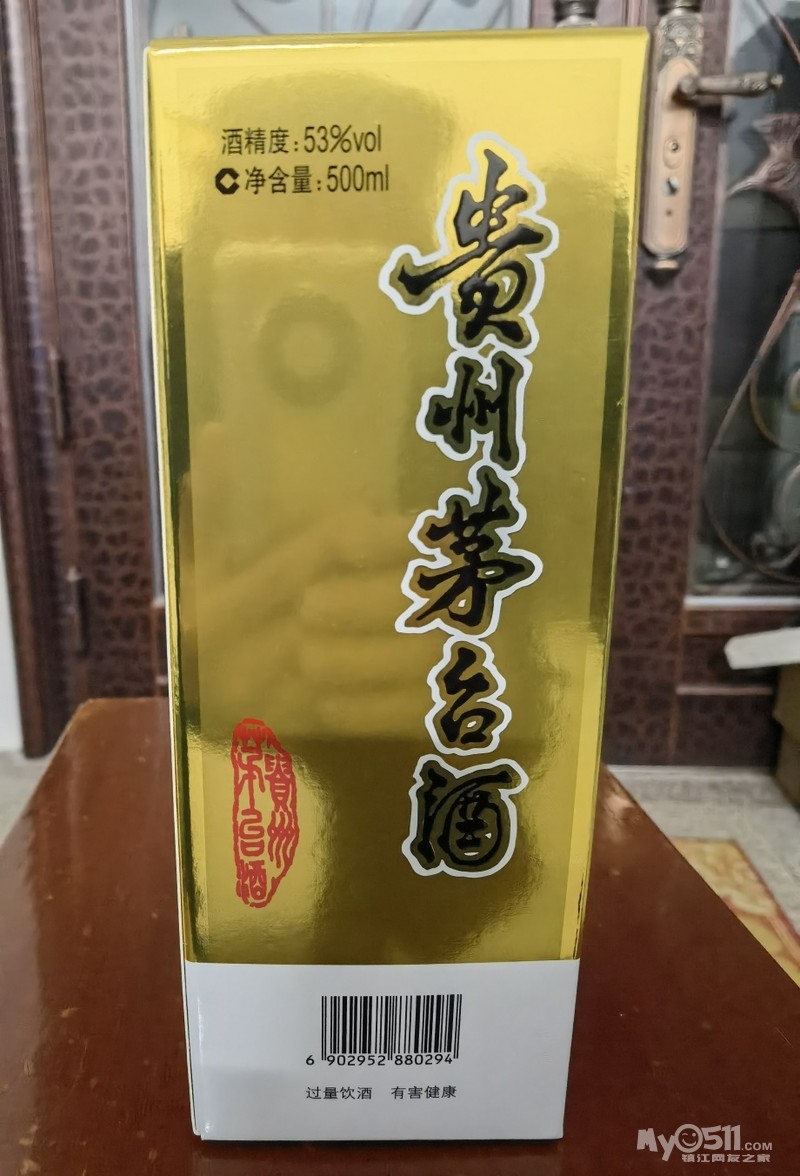 酒精度:53%vol
净含量:500ml
贵州茅台酒
貴州
茅台酒
6 902952 880294
过量饮酒 有害健康
My0511.COM
镇江网友之家